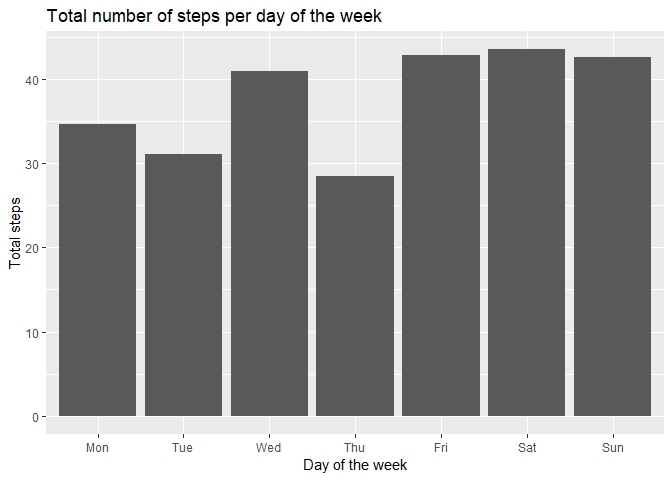 Total number of steps per day of the week
Total steps
40
30
20
10
0
Mon Tue Wed Thu Fri Sat Sun
Day of the week